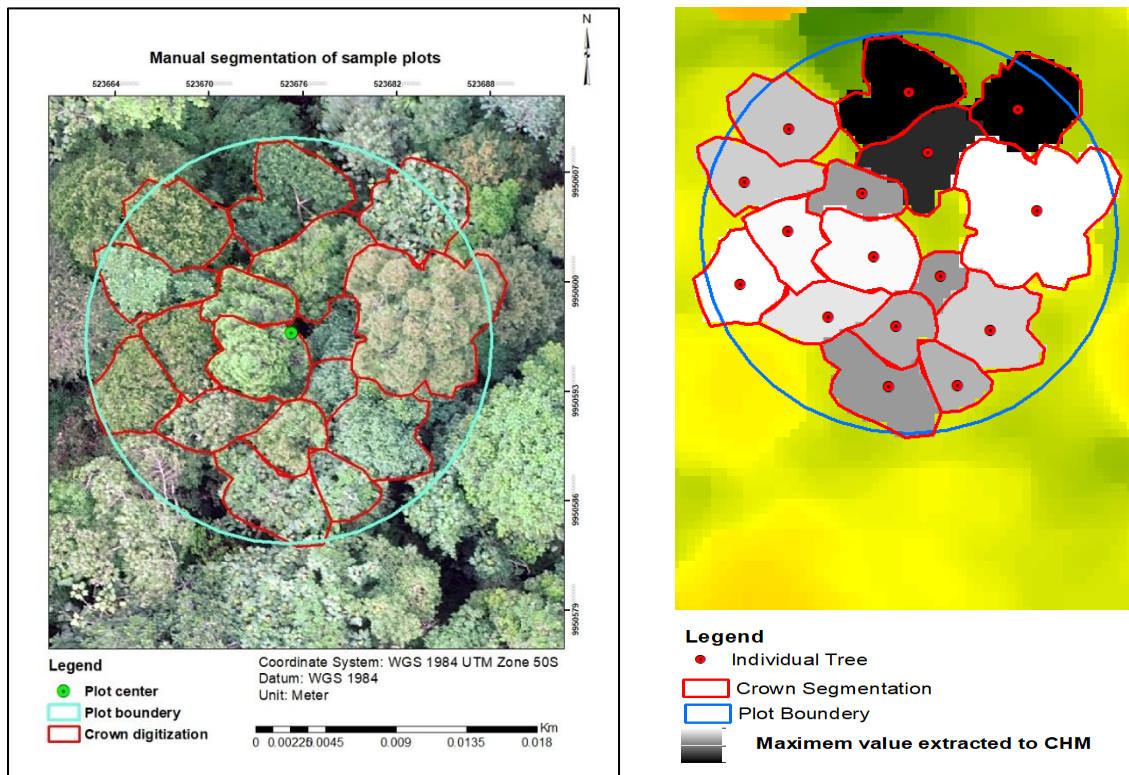 N
Manual segmentation of sample plots
523664 523670 523676 523682 523688
9950607
9950600
9950593
9950586
9950579
Legend
Plot center
Plot boundery
Crown digitization
Coordinate System: WGS 1984 UTM Zone 50S
Datum: WGS 1984
Unit: Meter
Km
0 0.00225 0.0045 0.009 0.0135 0.018
Legend
Individual Tree
Crown Segmentation
Plot Boundary
Maximem value extracted to CHM